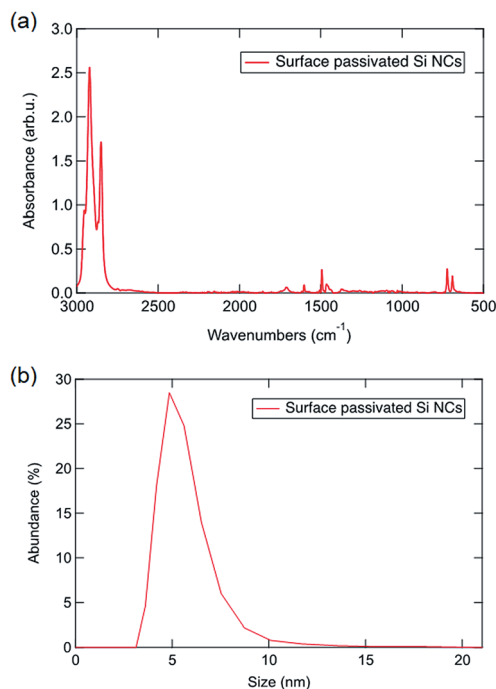 (a)
3.0
2.5
2.0
1.5
1.0
0.5
0.0
Absorbance (arb.u.)
Surface passivated Si NCs
3000 2500 2000 1500 1000 500
Wavenumbers (cm⁻¹)
(b)
30
25
20
15
10
5
0
Abundance (%)
Surface passivated Si NCs
0 5 10 15 20
Size (nm)